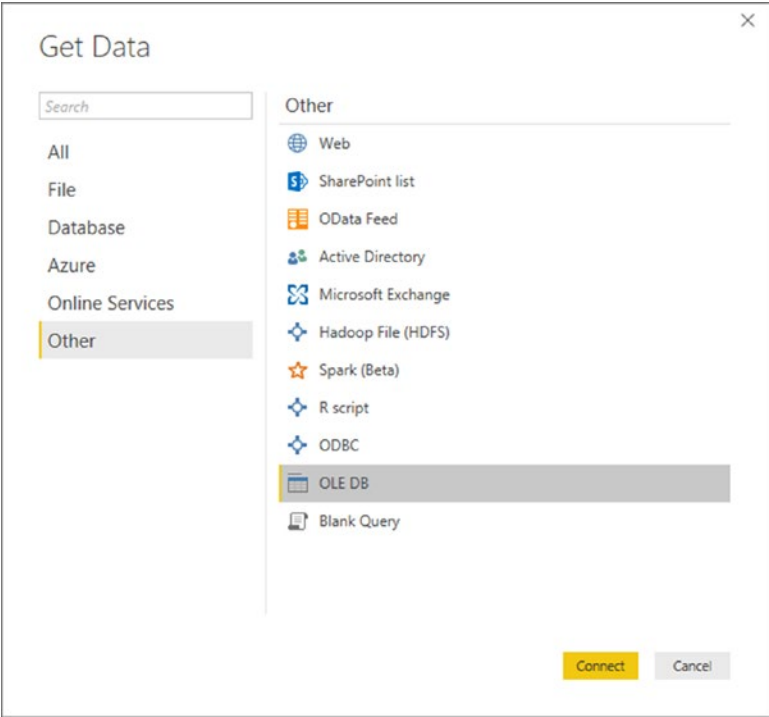 Get Data
Search
All
File
Database
Azure
Online Services
Other
Other
Web
SharePoint list
OData Feed
Active Directory
Microsoft Exchange
Hadoop File (HDFS)
Spark (Beta)
R script
ODBC
OLE DB
Blank Query
Connect
Cancel